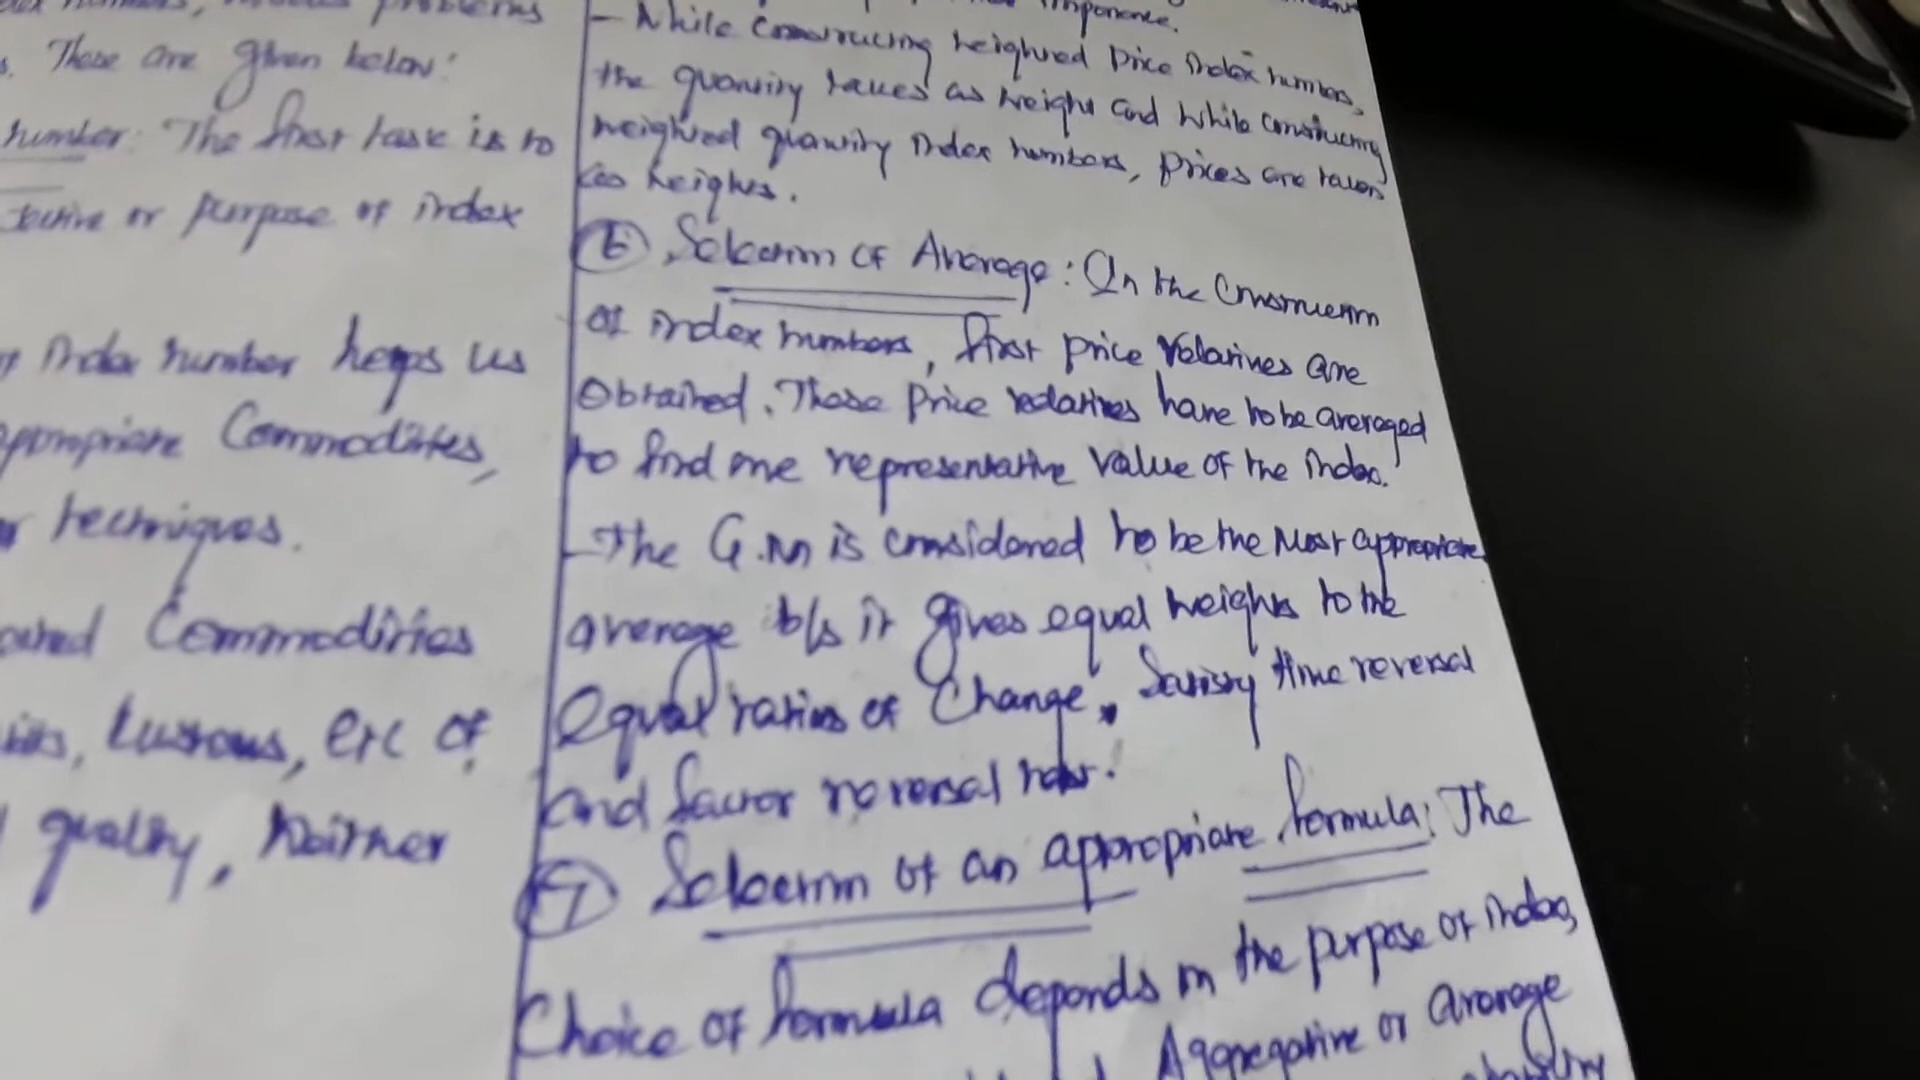 problems
These are given below:
number: The first task is to
or purpose of index
index number helps us
appropriate Commodities,
techniques.
Commodities
etc of
quality, Neither
importance.
- While constructing weighted price index numbers,
the quantity taken as weight and while constructing
weighted quantity index numbers, prices are taken
as weights.
⑥ Selection of Average: In the Construction
of index numbers, first price relatives are
Obtained. These price relatives have to be averaged
to find one representative value of the index.
- The G.M is considered to be the most appropriate
average b/s it gives equal weights to the
equal ratios of change. Satisfy time reversal
and factor reversal
⑦ Selection of an appropriate formula: The
Choice of formula depends on the purpose of index,
Aggregative or average